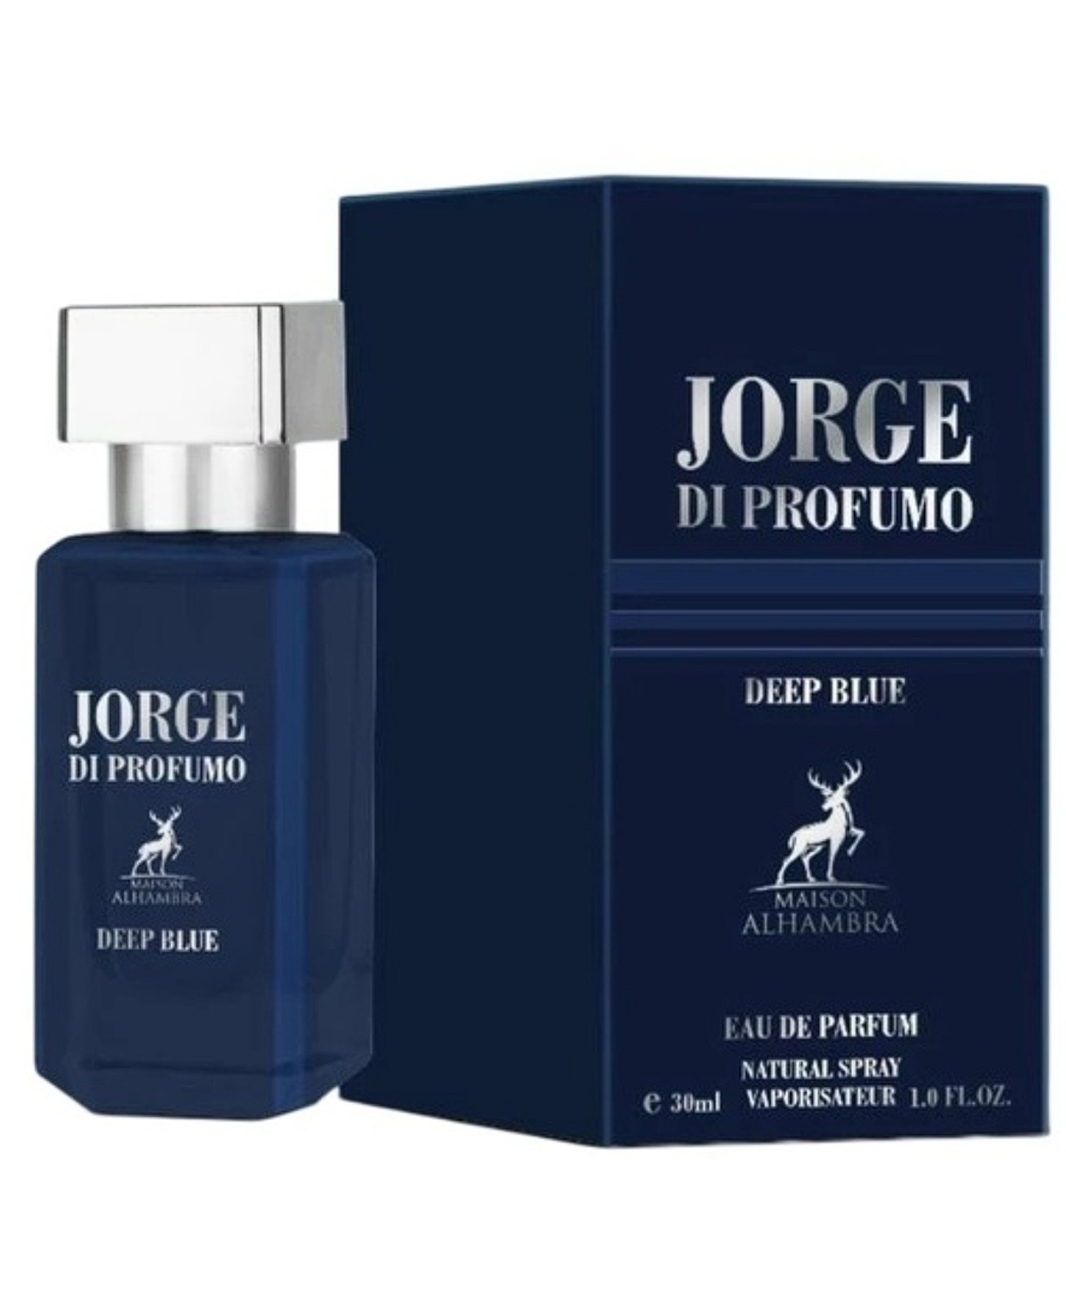 JORGE
DI PROFUMO
MAISON
ALHAMBRA
DEEP BLUE
JORGE
DI PROFUMO
DEEP BLUE
MAISON
ALHAMBRA
EAU DE PARFUM
NATURAL SPRAY
e 30ml VAPORISATEUR 1.0 FL.OZ.